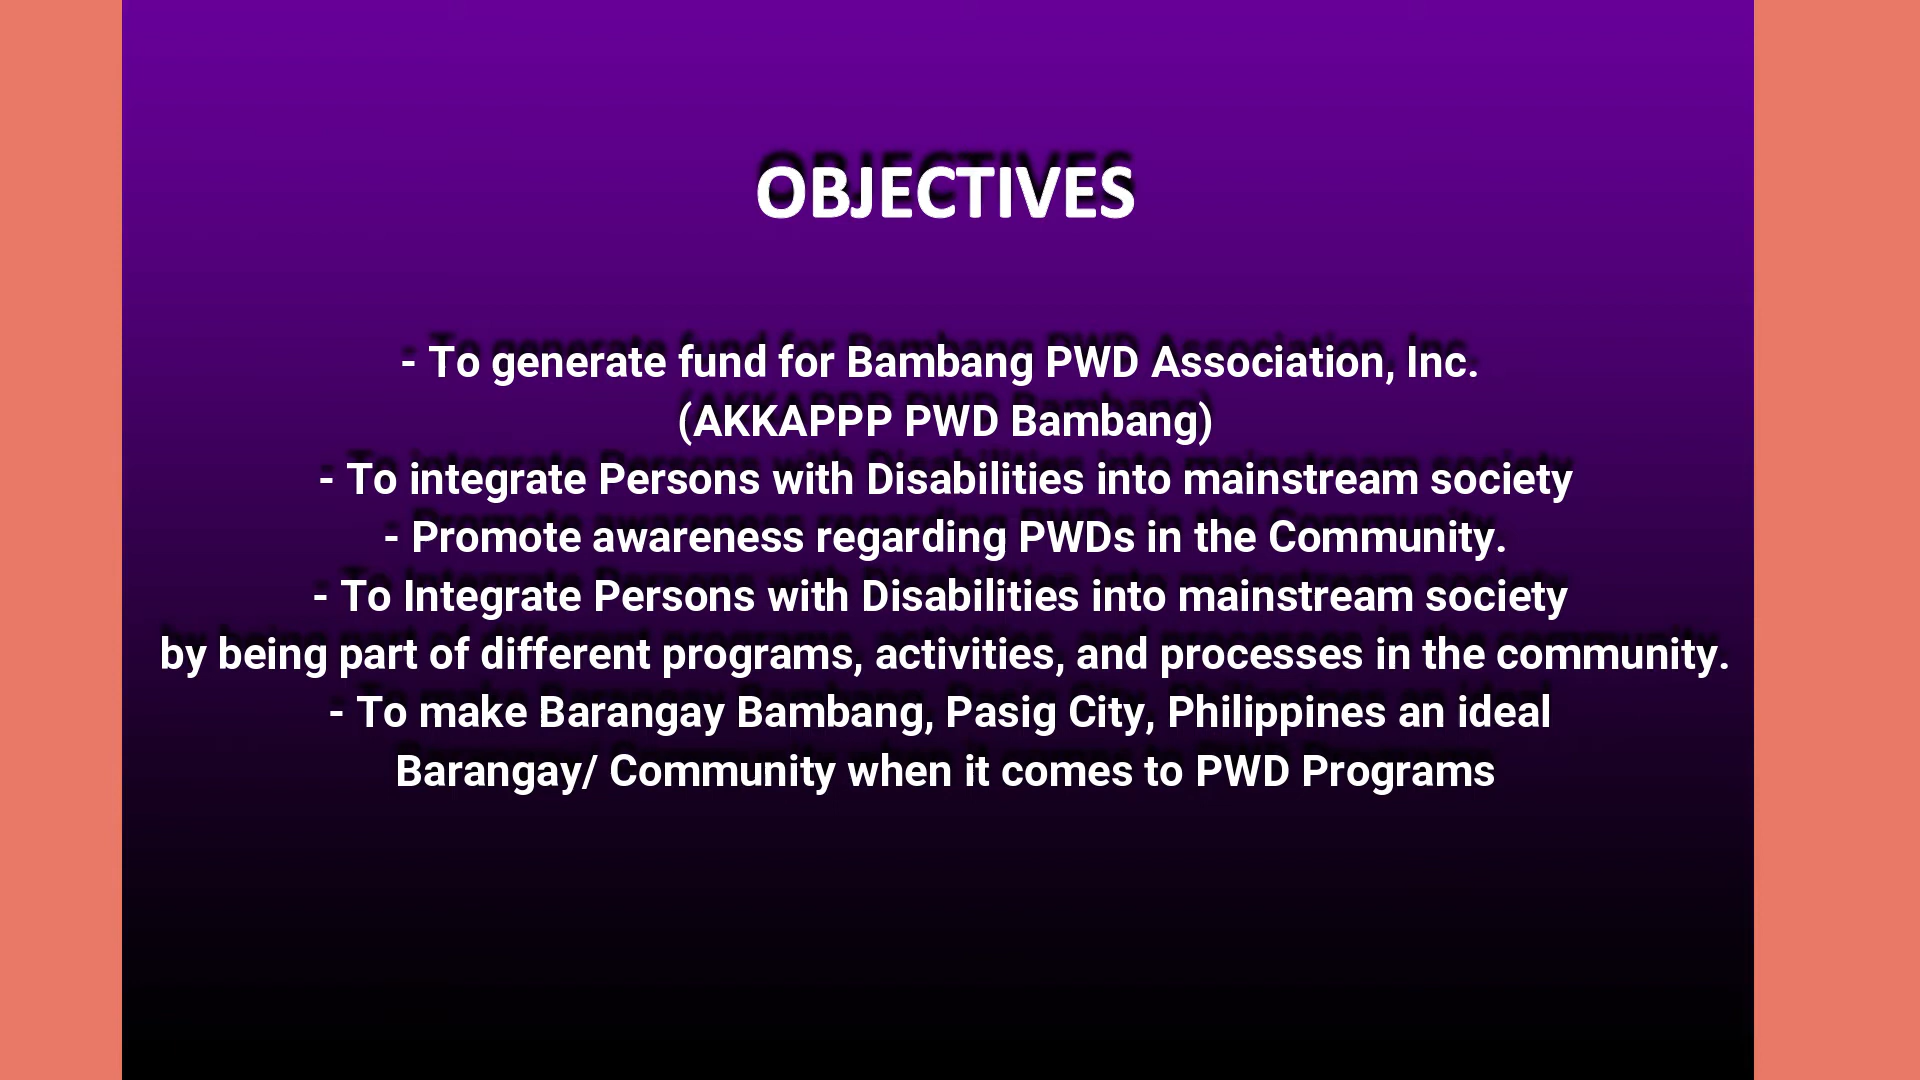 OBJECTIVES
- To generate fund for Bambang PWD Association, Inc.
(AKKAPPP PWD Bambang)
- To integrate Persons with Disabilities into mainstream society
- Promote awareness regarding PWDs in the Community.
- To Integrate Persons with Disabilities into mainstream society
by being part of different programs, activities, and processes in the community.
- To make Barangay Bambang, Pasig City, Philippines an ideal
Barangay/ Community when it comes to PWD Programs